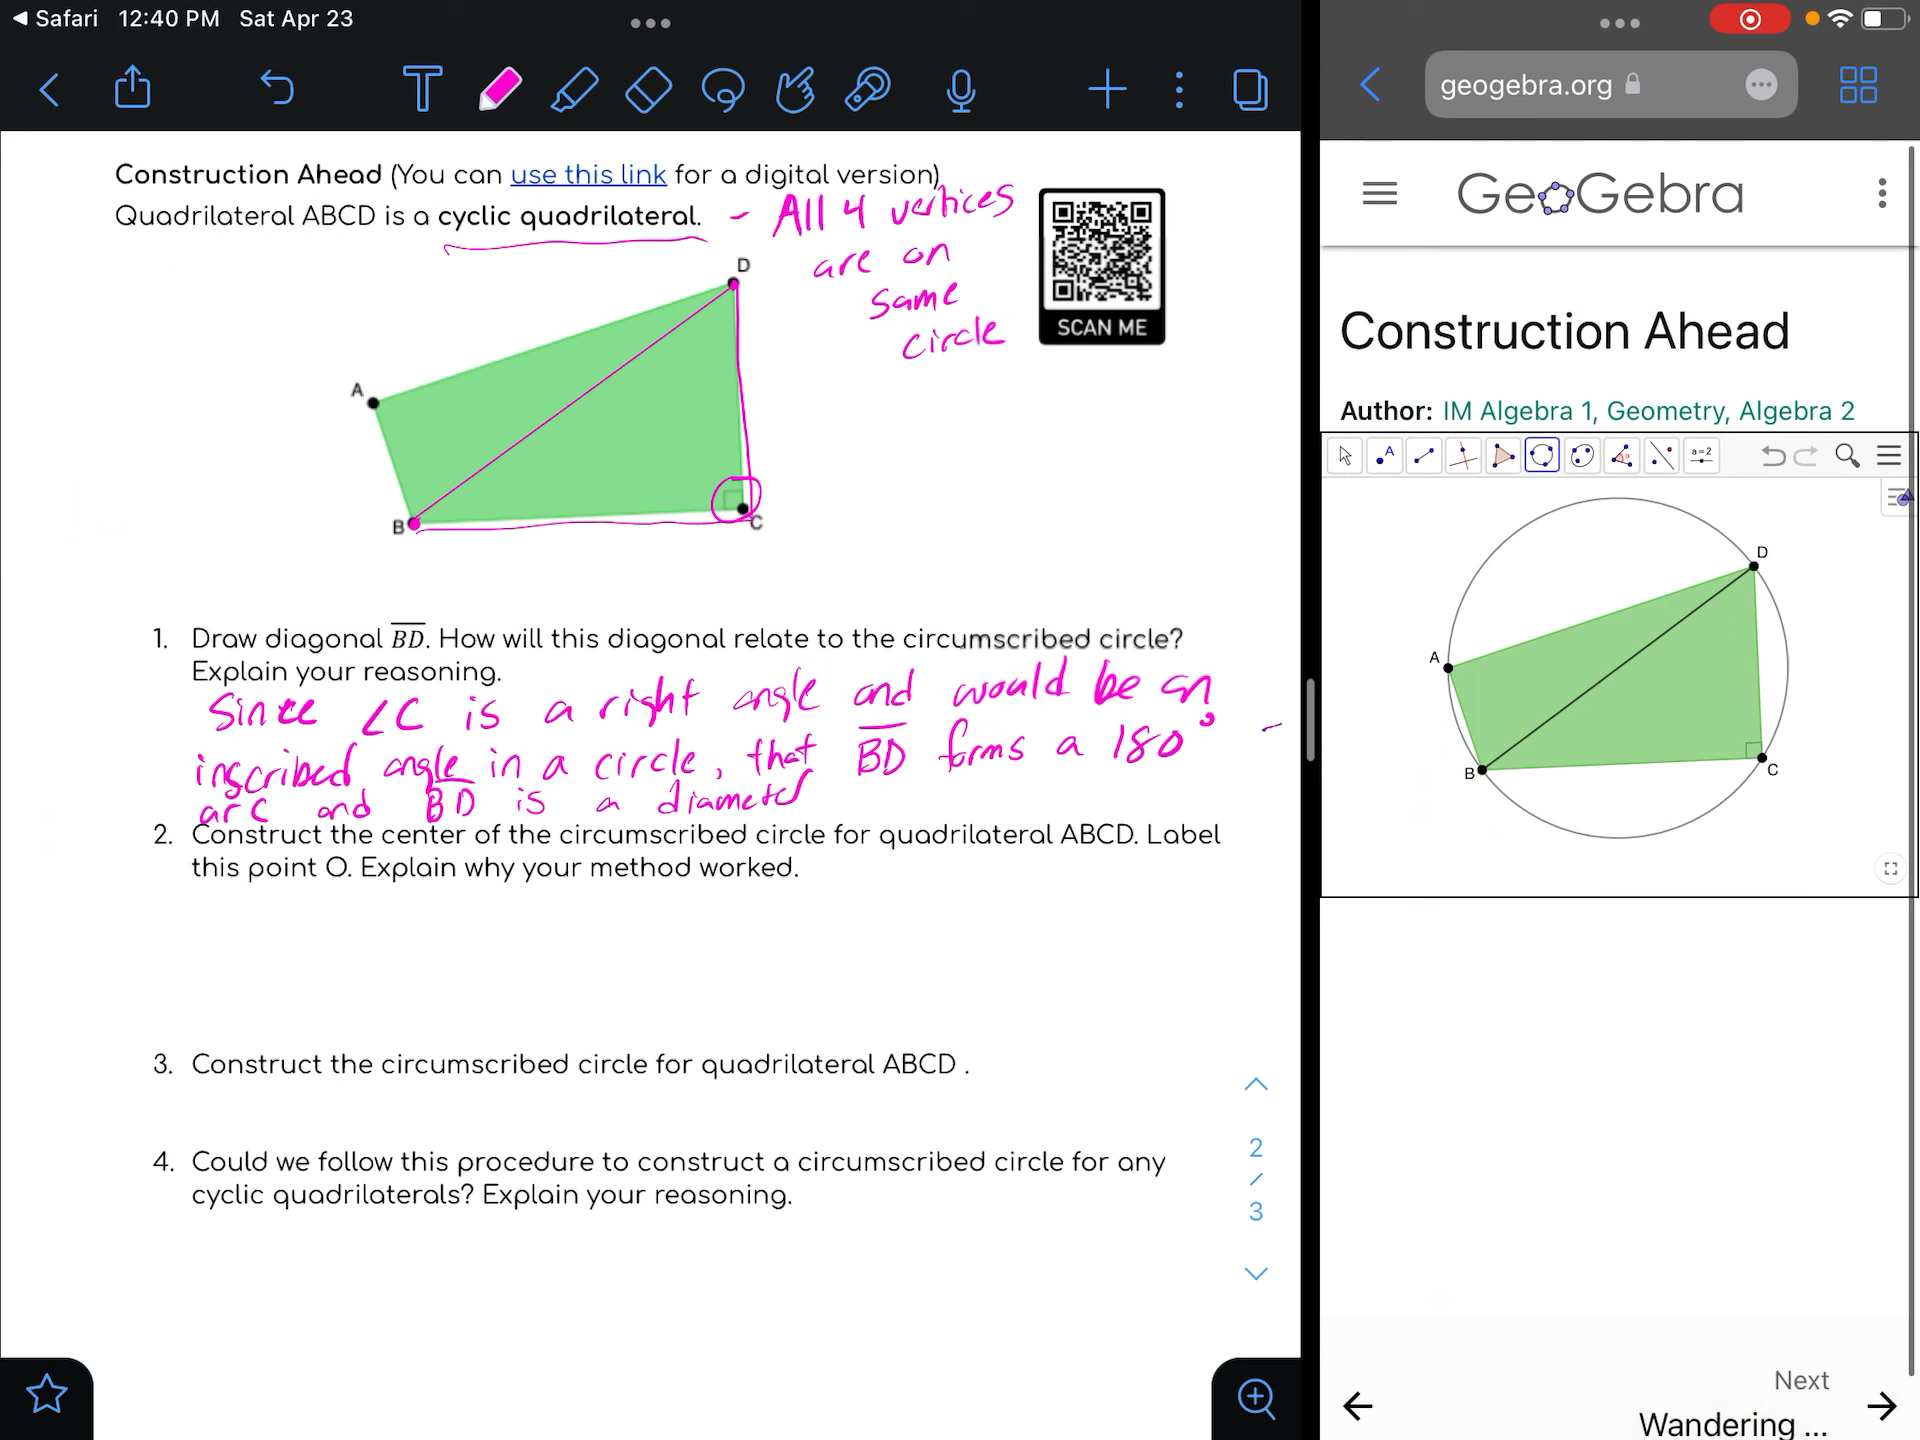 Safari 12:40 PM Sat Apr 23
Construction Ahead (You can use this link for a digital version)
Quadrilateral ABCD is a cyclic quadrilateral.
- All 4 vertices
are on
same
circle
SCAN ME
D
A
B
C
1. Draw diagonal BD. How will this diagonal relate to the circumscribed circle?
Explain your reasoning.
Since ∠C is a right angle and would be an
inscribed angle in a circle, that BD forms a 180°
arc and BD is a diameter
2. Construct the center of the circumscribed circle for quadrilateral ABCD. Label
this point O. Explain why your method worked.
3. Construct the circumscribed circle for quadrilateral ABCD .
4. Could we follow this procedure to construct a circumscribed circle for any
cyclic quadrilaterals? Explain your reasoning.
2
/
3
geogebra.org
GeoGebra
Construction Ahead
Author: IM Algebra 1, Geometry, Algebra 2
A
a=2
D
A
B
C
Next
Wandering ...